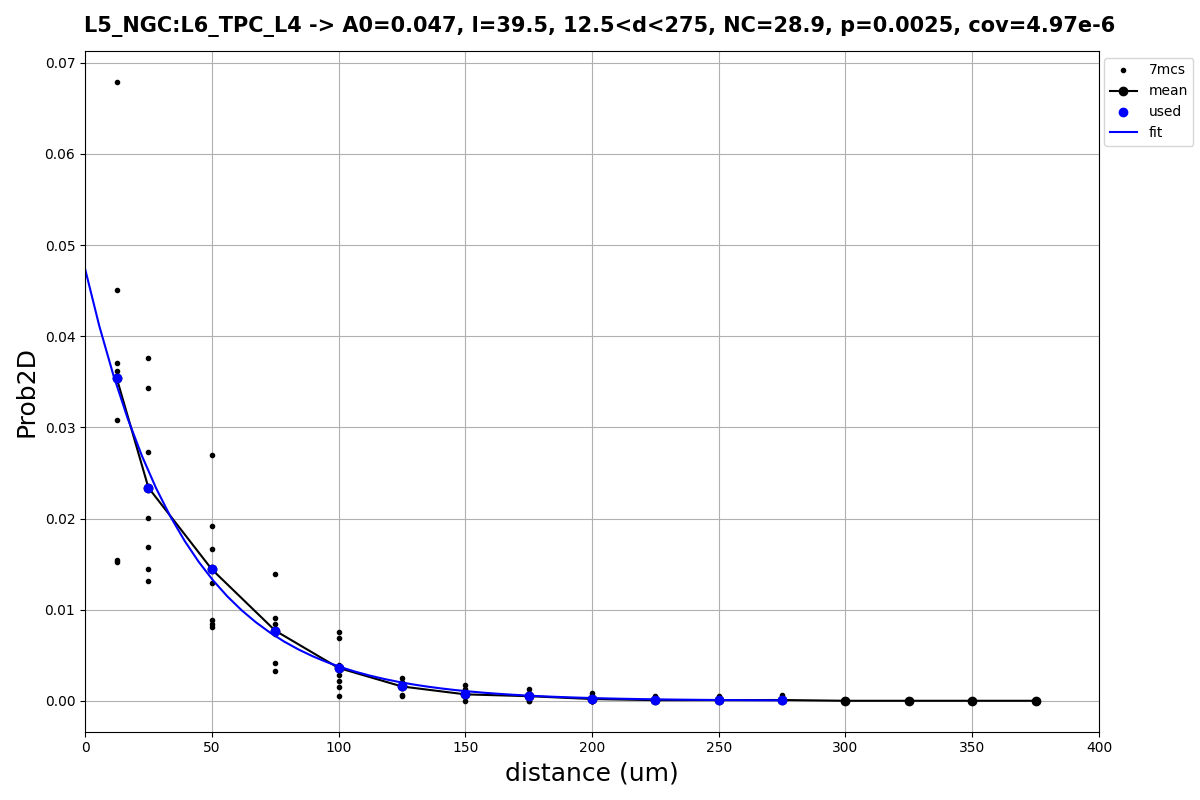 L5_NGC:L6_TPC_L4 -> A0=0.047, l=39.5, 12.5<d<275, NC=28.9, p=0.0025, cov=4.97e-6
0.07
0.06
0.05
0.04
0.03
0.02
0.01
0.00
Prob2D
0 50 100 150 200 250 300 350 400
distance (um)
7mcs
mean
used
fit